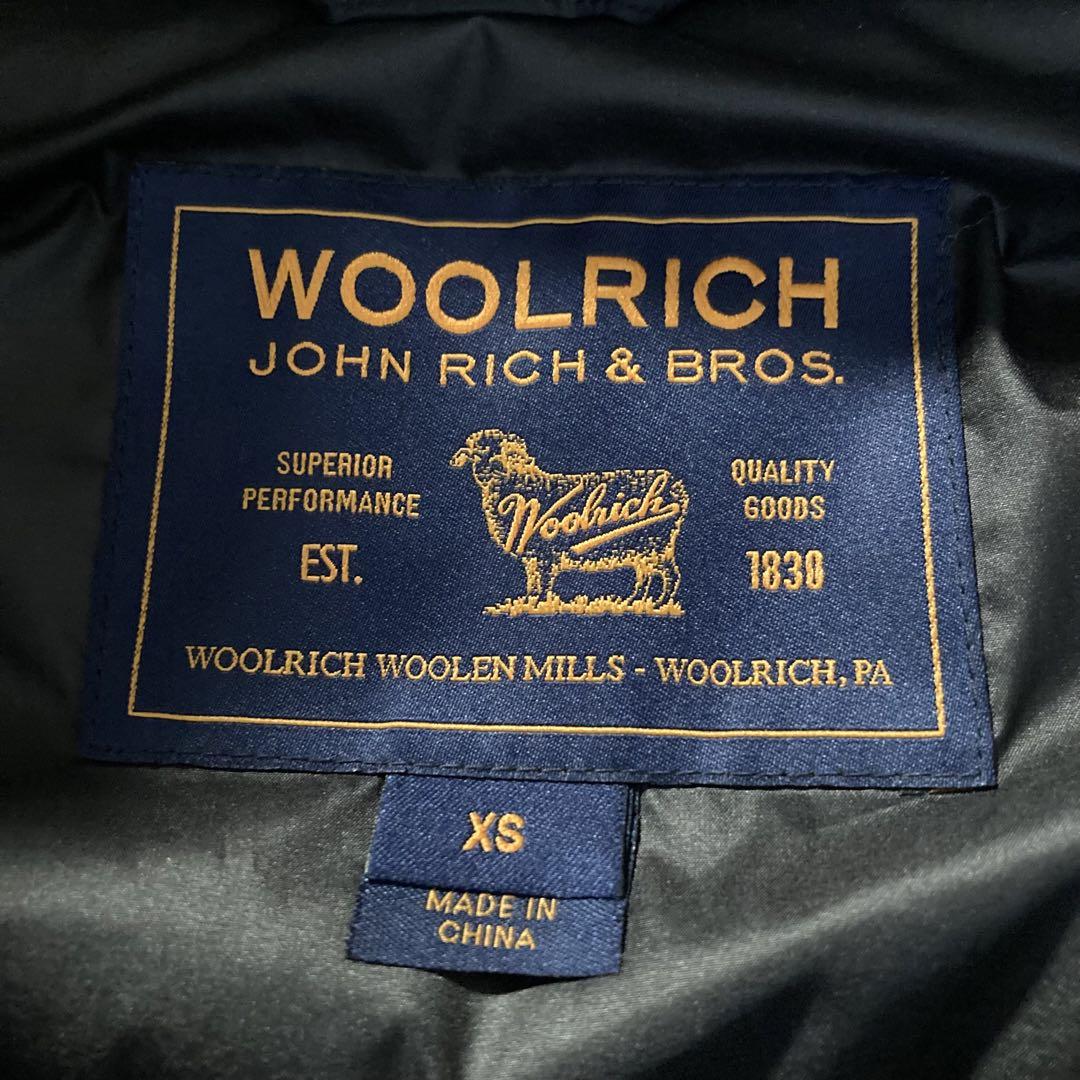 WOOLRICH
JOHN RICH & BROS.
SUPERIOR
PERFORMANCE
EST.
Woolrich
QUALITY
GOODS
1830
WOOLRICH WOOLEN MILLS - WOOLRICH, PA
XS
MADE IN
CHINA